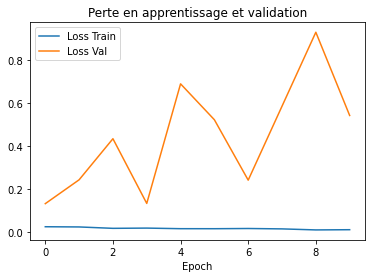 Perte en apprentissage et validation
Loss Train
Loss Val
0.8
0.6
0.4
0.2
0.0
0 2 4 6 8
Epoch